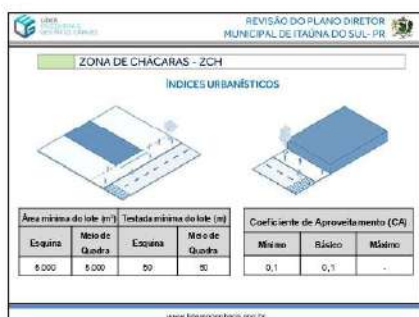 LÍDER
REVISÃO DO PLANO DIRETOR
MUNICIPAL DE ITAÚNA DO SUL- PR
ZONA DE CHÁCARAS - ZCH
ÍNDICES URBANÍSTICOS
Área mínima do lote (m²) Testada mínima do lote (m)
Esquina Meio de Quadra Esquina Meio de Quadra
5.000 5.000 50 50
Coeficiente de Aproveitamento (CA)
Mínimo Básico Máximo
0,1 0,1 -